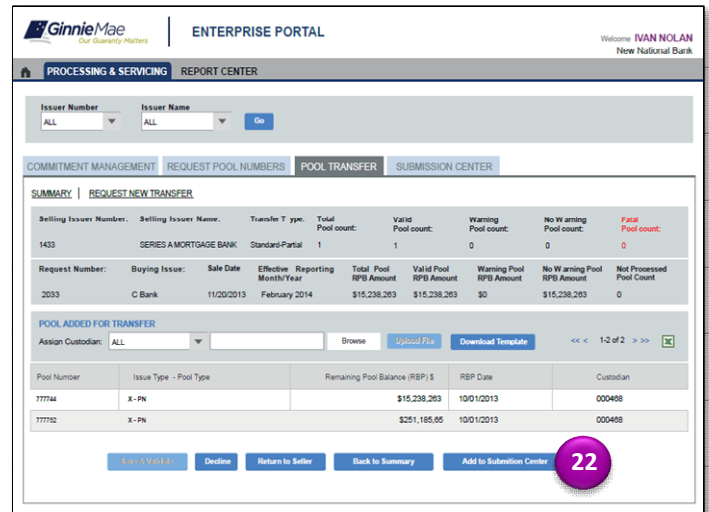 GinnieMae
Our Guaranty Matters
ENTERPRISE PORTAL
Welcome IVAN NOLAN
New National Bank
PROCESSING & SERVICING REPORT CENTER
Issuer Number Issuer Name
ALL ALL Go
COMMITMENT MANAGEMENT REQUEST POOL NUMBERS POOL TRANSFER SUBMISSION CENTER
SUMMARY | REQUEST NEW TRANSFER
Selling Issuer Number. Selling Issuer Name. Transfer Type. Total Pool count: Valid Pool count: Warning Pool count: No Warning Pool count: Fatal Pool count:
1433 SERIES A MORTGAGE BANK Standard-Partial 1 1 0 0 0
Request Number: Buying Issue: Sale Date Effective Reporting Month/Year Total Pool RPB Amount Valid Pool RPB Amount Warning Pool RPB Amount No Warning Pool RPB Amount Not Processed Pool Count
2033 C Bank 11/20/2013 February 2014 $15,238,263 $15,238,263 $0 $15,238,263 0
POOL ADDED FOR TRANSFER
Assign Custodian: ALL Browse Upload File Download Template << < 1-2 of 2 > >>
Pool Number Issue Type - Pool Type Remaining Pool Balance (RBP) $ RBP Date Custodian
777744 X - PN $15,238,263 10/01/2013 000468
777752 X - PN $251,185,65 10/01/2013 000468
Save & Validate Decline Return to Seller Back to Summary Add to Submition Center 22